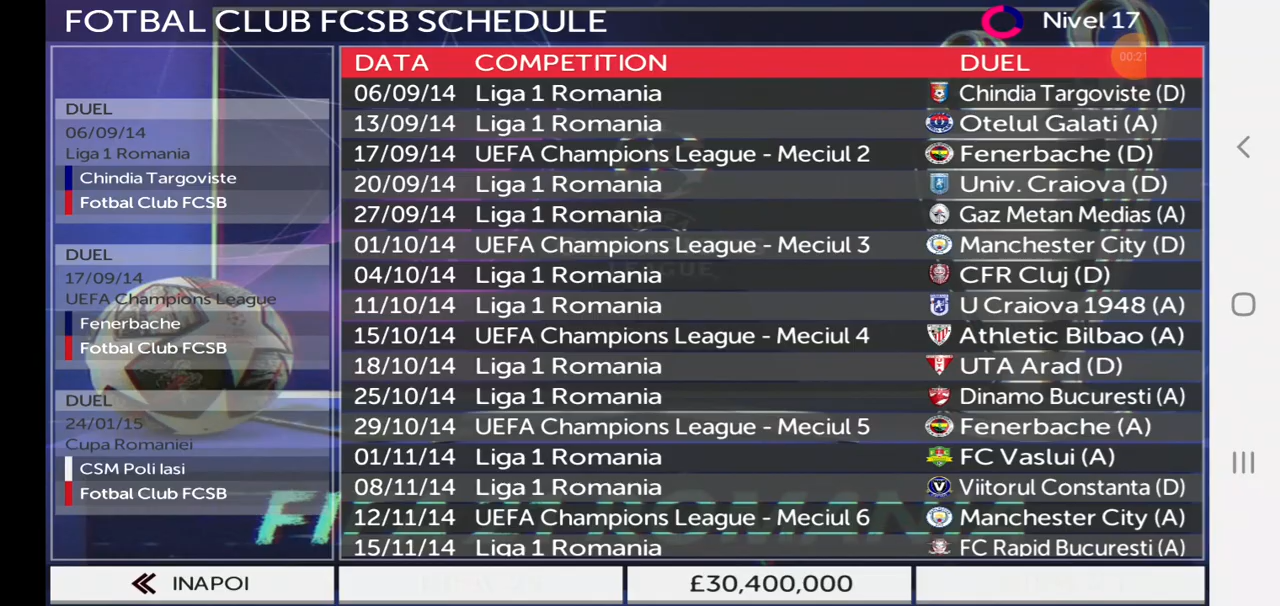 FOTBAL CLUB FCSB SCHEDULE
Nivel 17
00:21
DUEL
06/09/14
Liga 1 Romania
Chindia Targoviste
Fotbal Club FCSB
DUEL
17/09/14
UEFA Champions League
Fenerbache
Fotbal Club FCSB
DUEL
24/01/15
Cupa Romaniei
CSM Poli Iasi
Fotbal Club FCSB
DATA COMPETITION DUEL
06/09/14 Liga 1 Romania Chindia Targoviste (D)
13/09/14 Liga 1 Romania Otelul Galati (A)
17/09/14 UEFA Champions League - Meciul 2 Fenerbache (D)
20/09/14 Liga 1 Romania Univ. Craiova (D)
27/09/14 Liga 1 Romania Gaz Metan Medias (A)
01/10/14 UEFA Champions League - Meciul 3 Manchester City (D)
04/10/14 Liga 1 Romania CFR Cluj (D)
11/10/14 Liga 1 Romania U Craiova 1948 (A)
15/10/14 UEFA Champions League - Meciul 4 Athletic Bilbao (A)
18/10/14 Liga 1 Romania UTA Arad (D)
25/10/14 Liga 1 Romania Dinamo Bucuresti (A)
29/10/14 UEFA Champions League - Meciul 5 Fenerbache (A)
01/11/14 Liga 1 Romania FC Vaslui (A)
08/11/14 Liga 1 Romania Viitorul Constanta (D)
12/11/14 UEFA Champions League - Meciul 6 Manchester City (A)
15/11/14 Liga 1 Romania FC Rapid Bucuresti (A)
INAPOI
£30,400,000